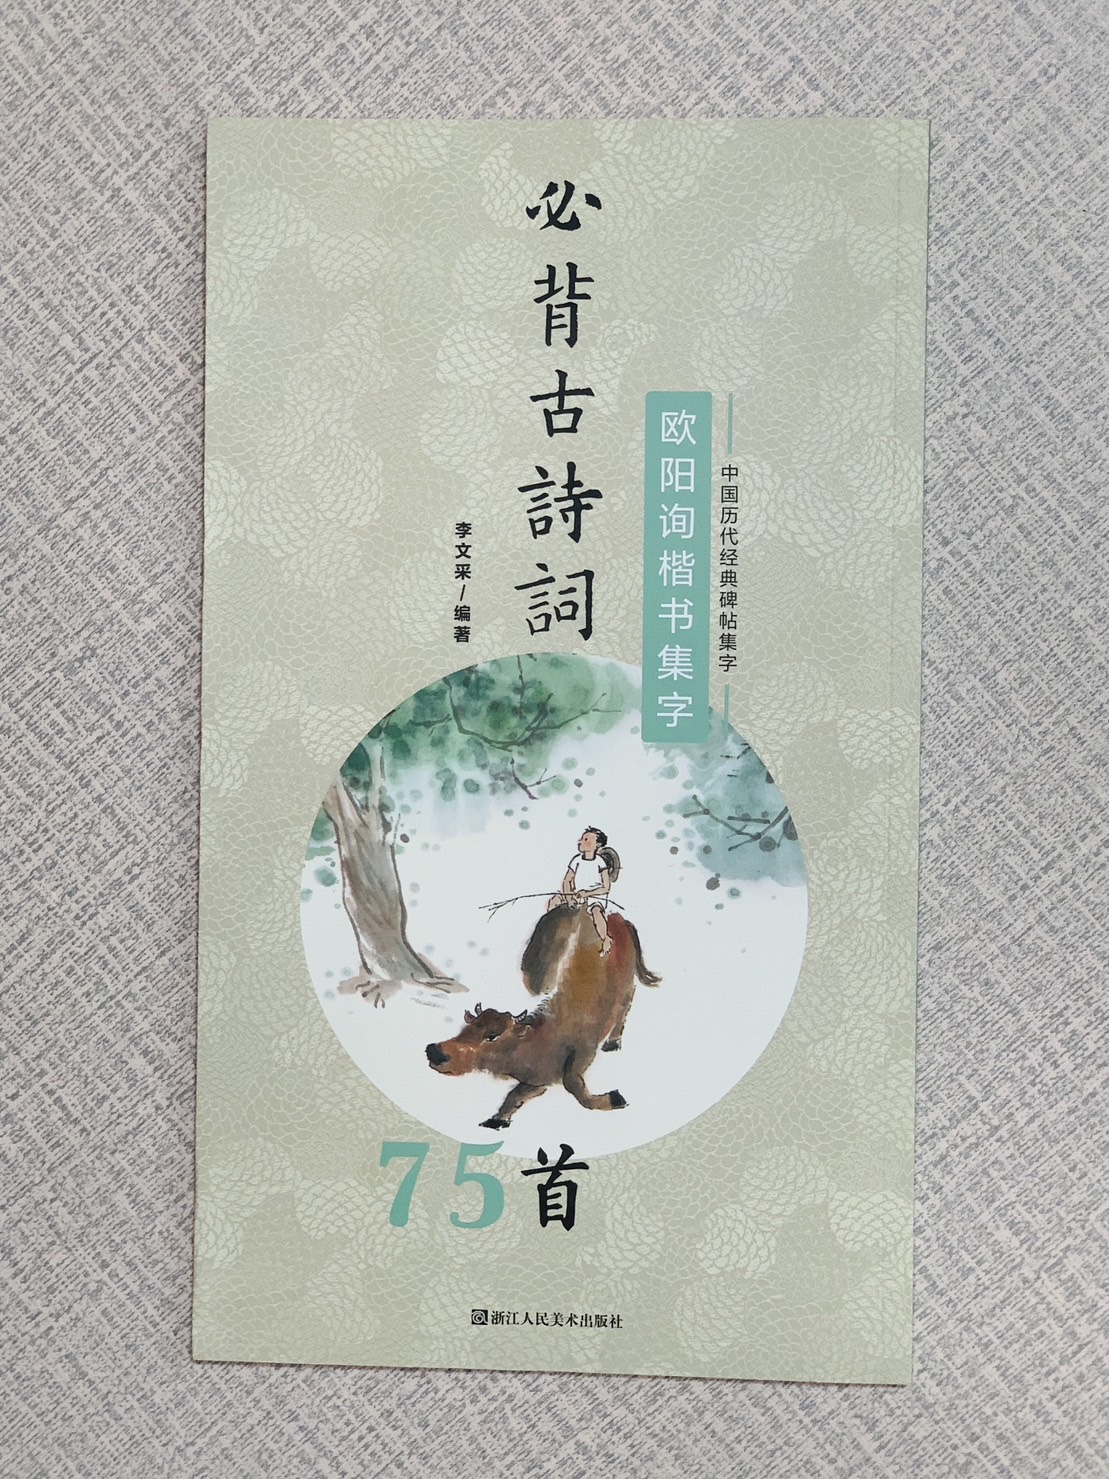 中国历代经典碑帖集字
欧阳询楷书集字
必背古詩詞
75首
李文采/编著
浙江人民美术出版社